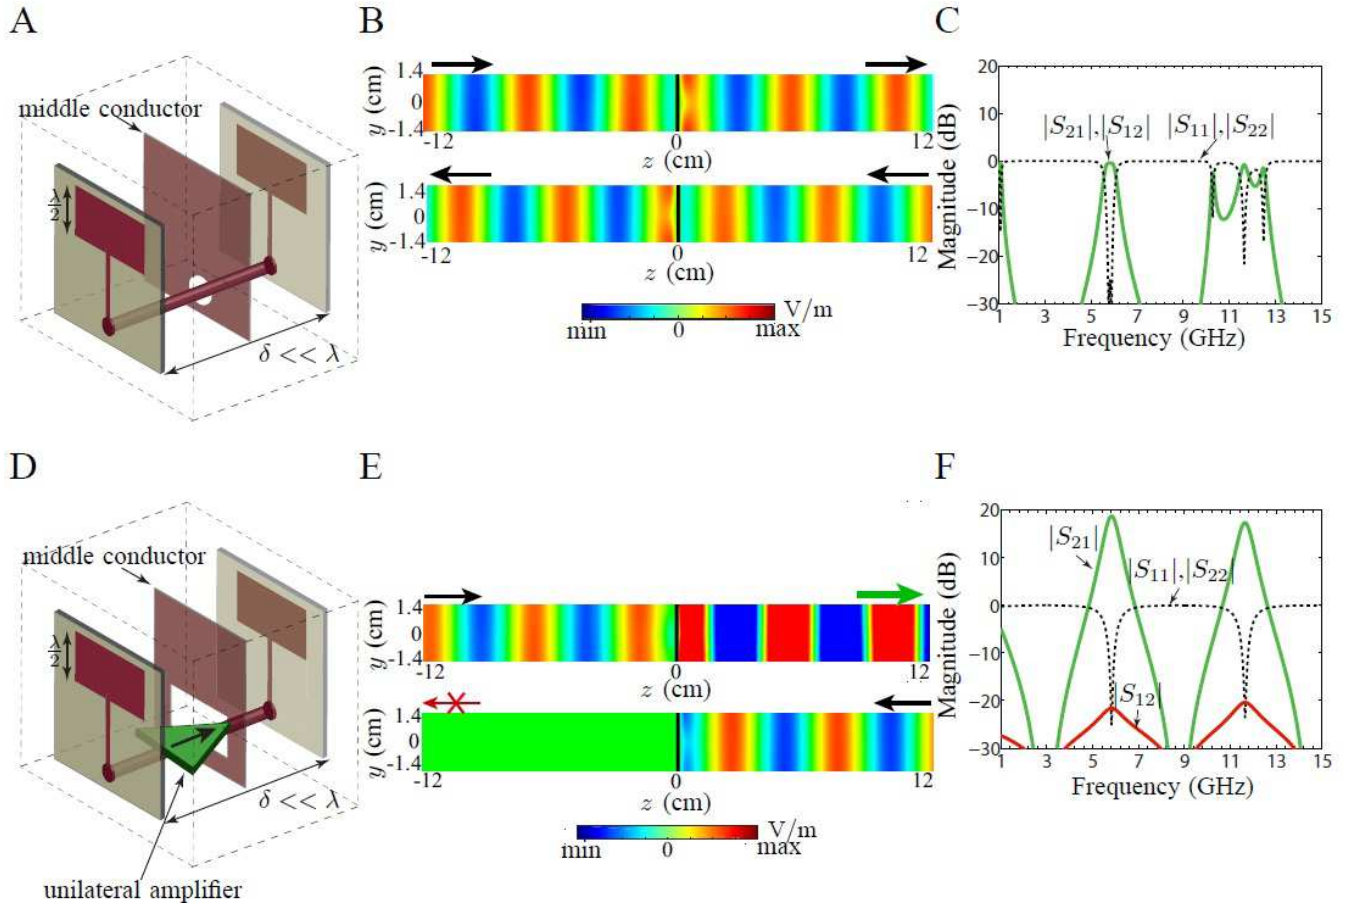 A
middle conductor
λ/2
δ << λ
B
y (cm)
1.4
0
-1.4
-12
0
12
z (cm)
y (cm)
1.4
0
-1.4
-12
0
12
z (cm)
V/m
min
0
max
C
Magnitude (dB)
20
10
0
−10
−20
−30
|S21|,|S12|
|S11|,|S22|
1
3
5
7
9
11
13
15
Frequency (GHz)
D
middle conductor
λ/2
δ << λ
unilateral amplifier
E
y (cm)
1.4
0
-1.4
-12
0
12
z (cm)
y (cm)
1.4
0
-1.4
-12
0
12
z (cm)
V/m
min
0
max
F
Magnitude (dB)
20
10
0
−10
−20
−30
|S21|
|S11|,|S22|
|S12|
1
3
5
7
9
11
13
15
Frequency (GHz)